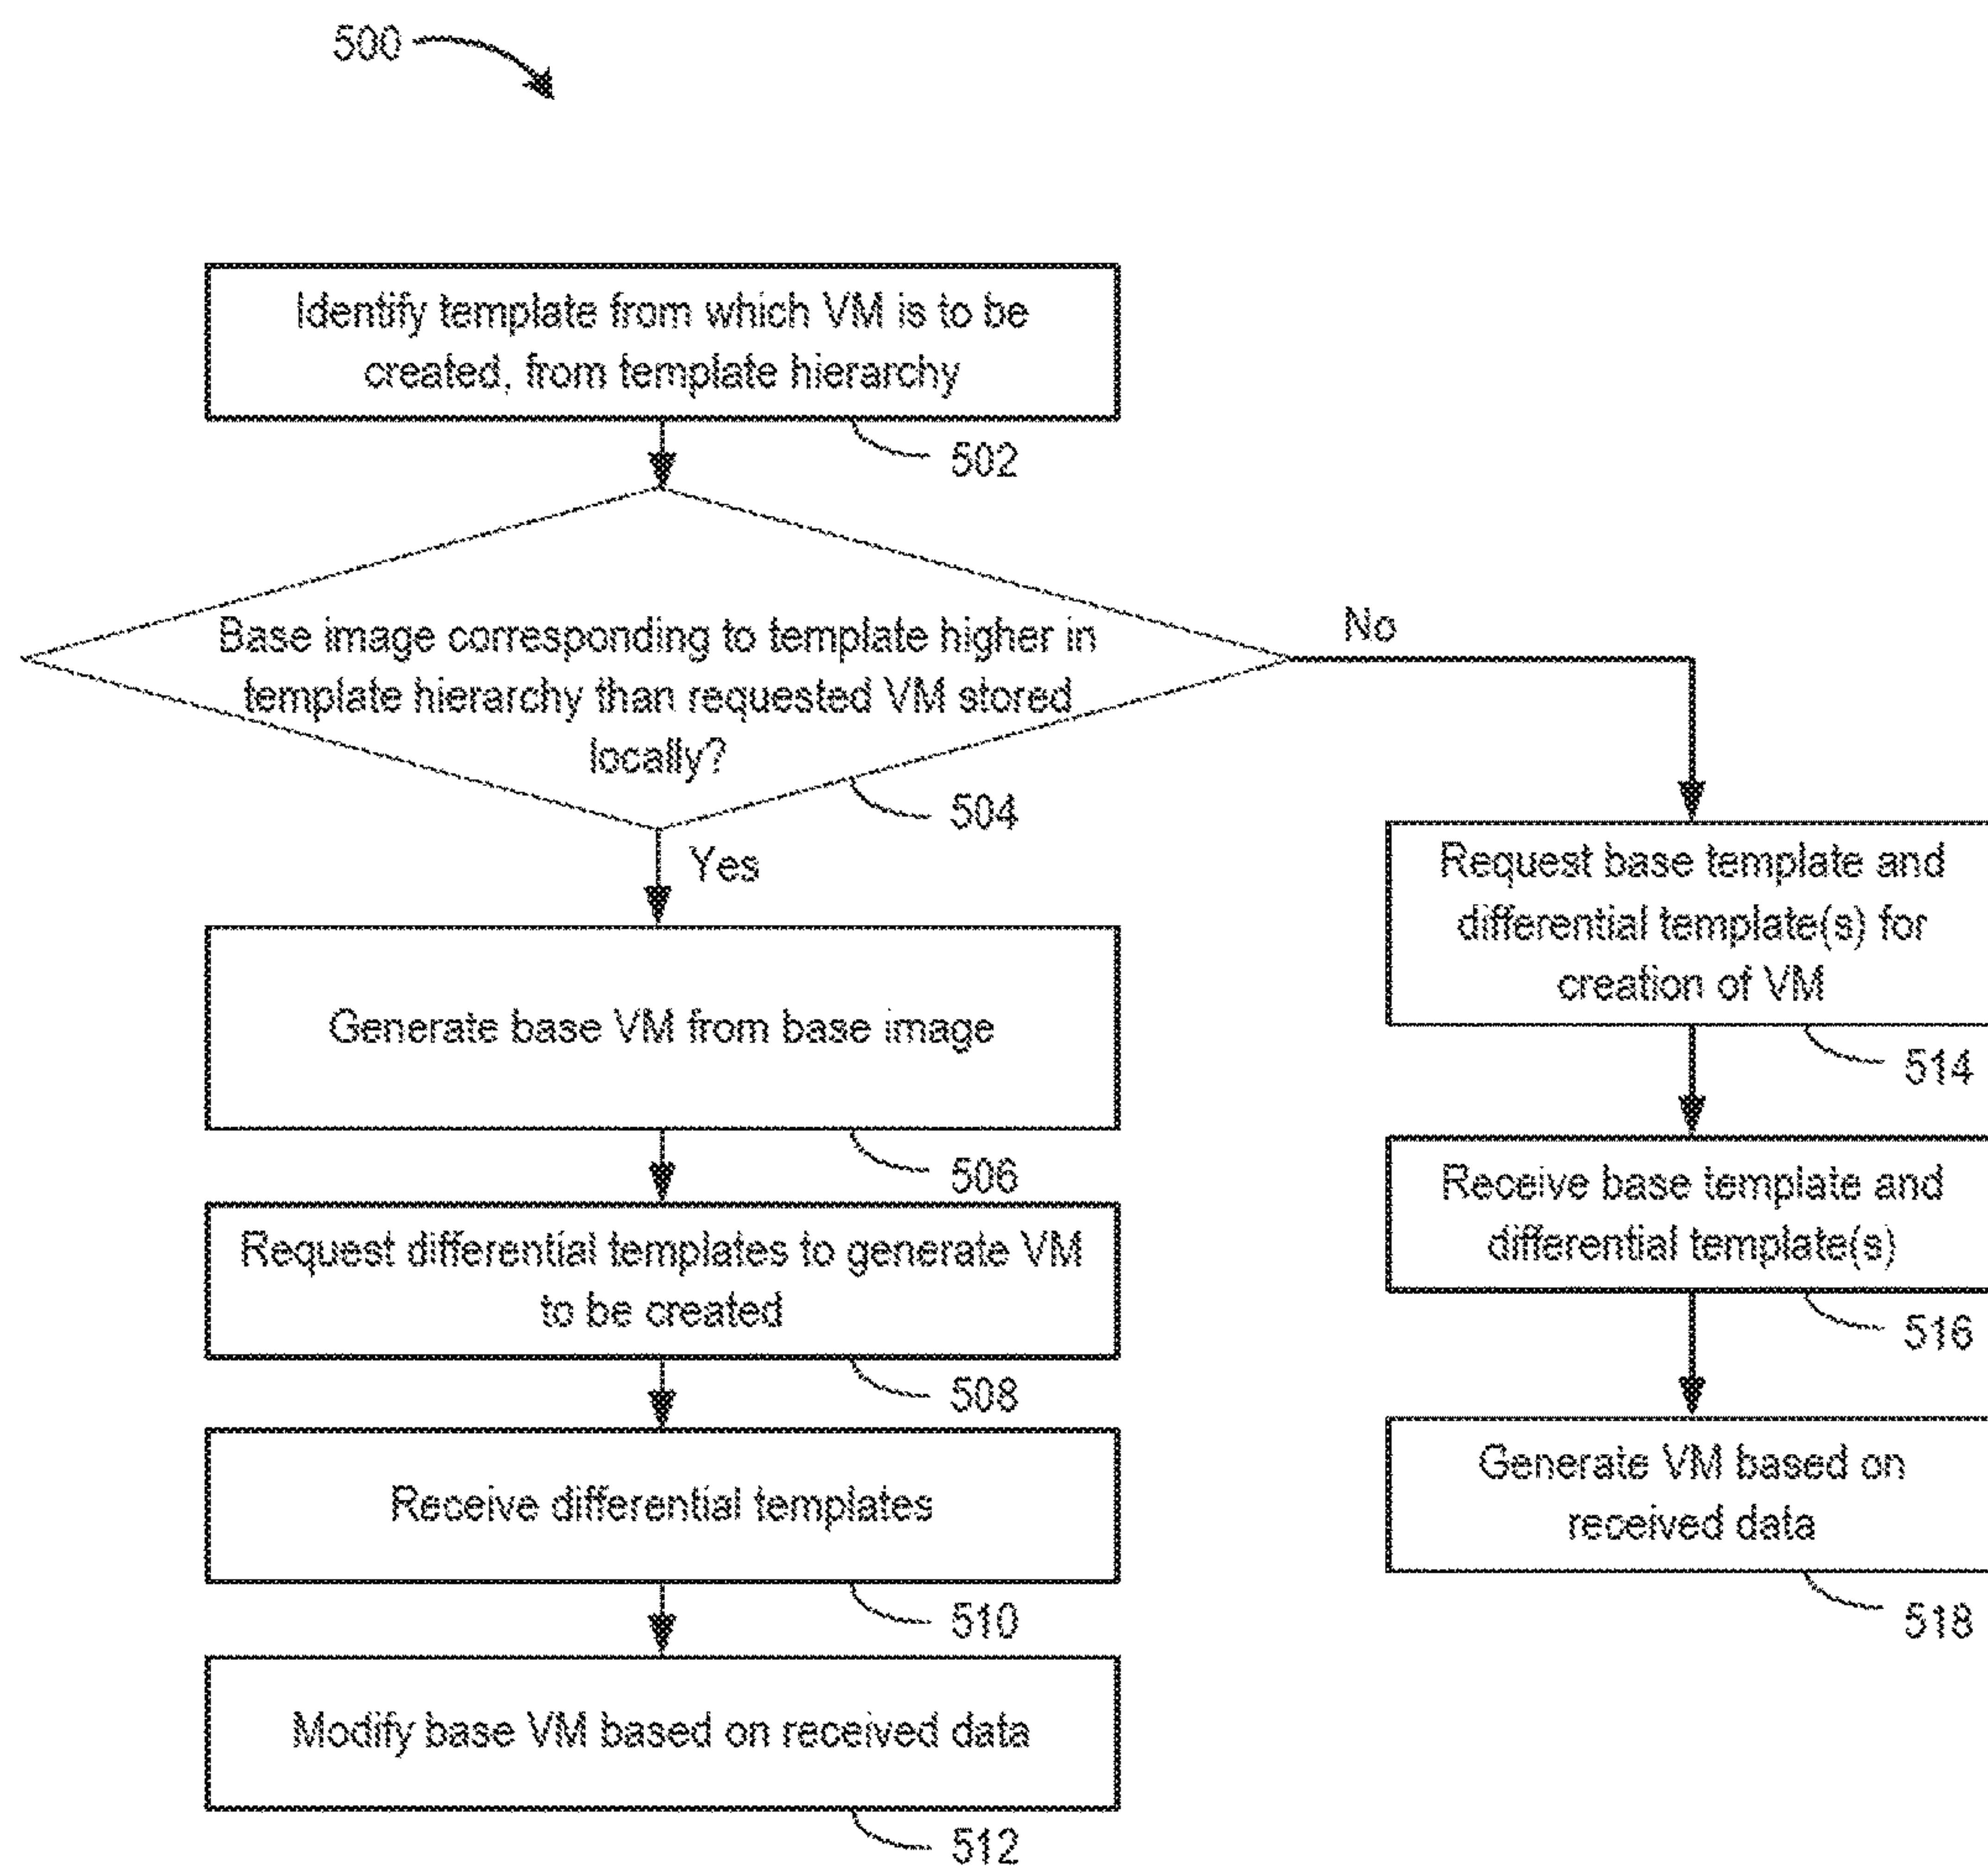 500
Identify template from which VM is to be
created, from template hierarchy
502
Base image corresponding to template higher in
template hierarchy than requested VM stored
locally?
504
No
Yes
Generate base VM from base image
506
Request differential templates to generate VM
to be created
508
Receive differential templates
510
Modify base VM based on received data
512
Request base template and
differential template(s) for
creation of VM
514
Receive base template and
differential template(s)
516
Generate VM based on
received data
518